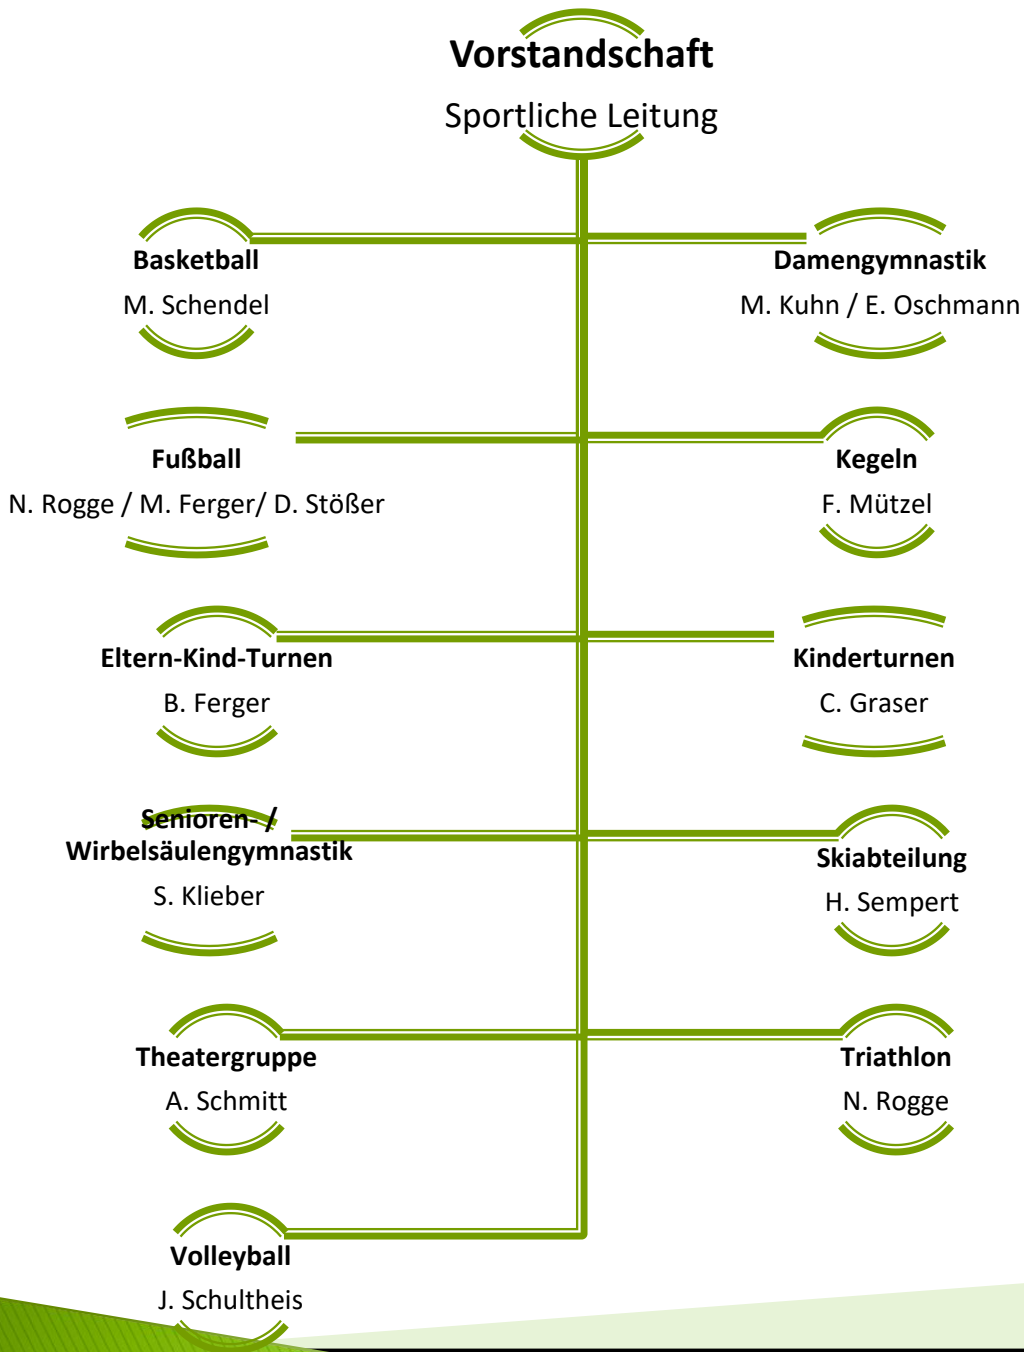 Vorstandschaft
Sportliche Leitung
Basketball
M. Schendel
Damengymnastik
M. Kuhn / E. Oschmann
Fußball
N. Rogge / M. Ferger/ D. Stößer
Kegeln
F. Mützel
Eltern-Kind-Turnen
B. Ferger
Kinderturnen
C. Graser
Senioren- /
Wirbelsäulengymnastik
S. Klieber
Skiabteilung
H. Sempert
Theatergruppe
A. Schmitt
Triathlon
N. Rogge
Volleyball
J. Schultheis